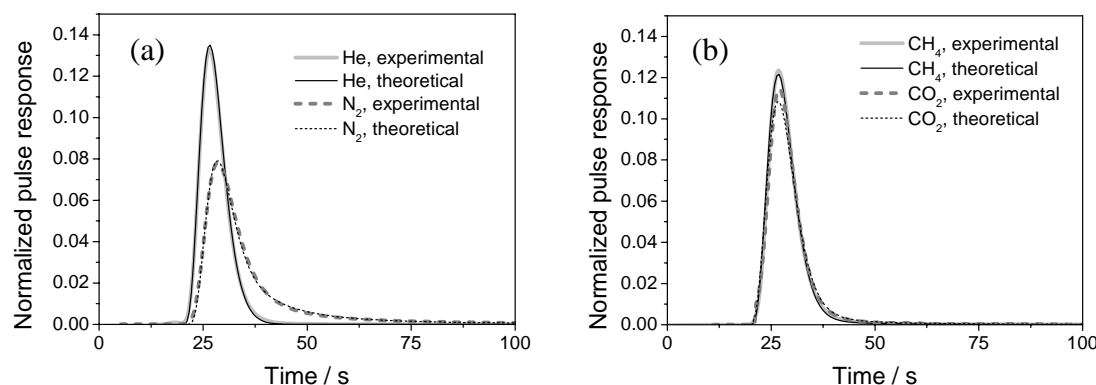 (a)
He, experimental
He, theoretical
N₂, experimental
N₂, theoretical
Normalized pulse response
0.14
0.12
0.10
0.08
0.06
0.04
0.02
0.00
0 25 50 75 100
Time / s
(b)
CH₄, experimental
CH₄, theoretical
CO₂, experimental
CO₂, theoretical
Normalized pulse response
0.14
0.12
0.10
0.08
0.06
0.04
0.02
0.00
0 25 50 75 100
Time / s